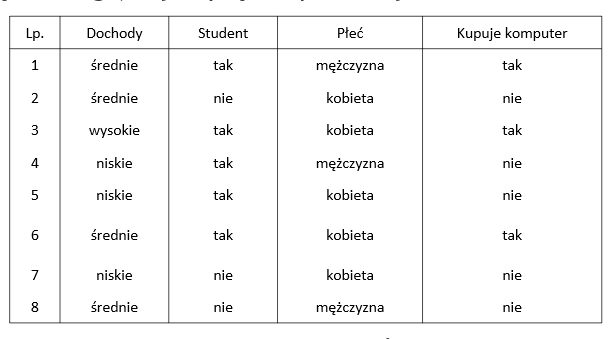 Lp. Dochody Student Płeć Kupuje komputer
1 średnie tak mężczyzna tak
2 średnie nie kobieta nie
3 wysokie tak kobieta tak
4 niskie tak mężczyzna nie
5 niskie tak kobieta nie
6 średnie tak kobieta tak
7 niskie nie kobieta nie
8 średnie nie mężczyzna nie